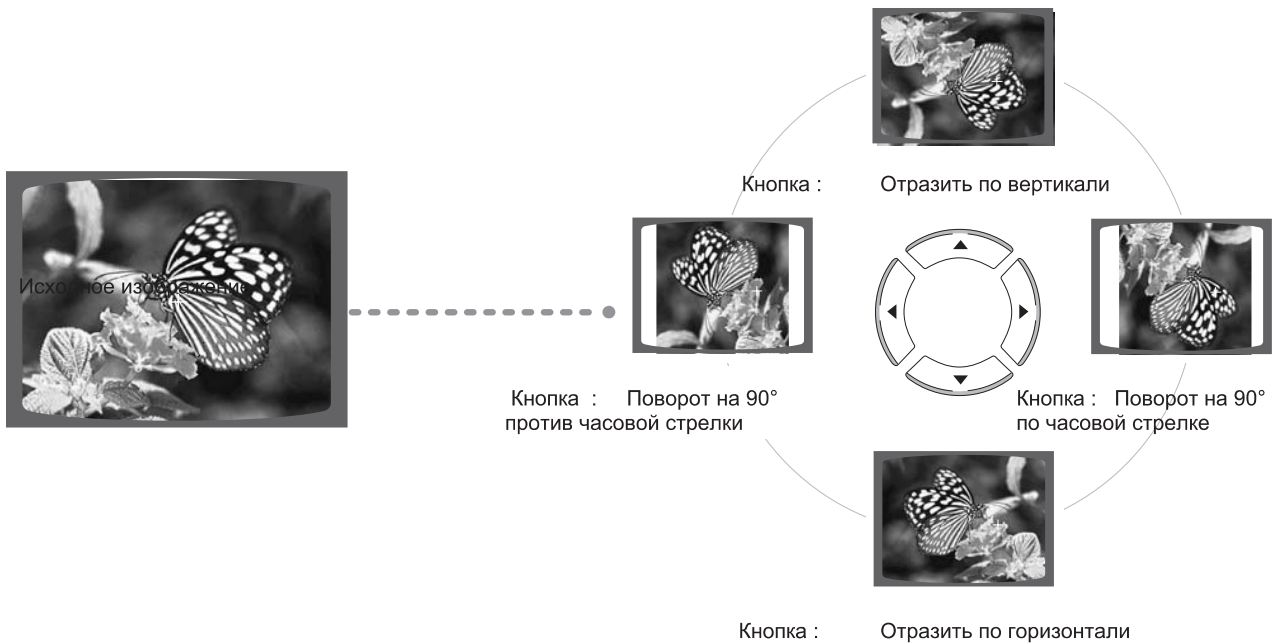 Кнопка : Отразить по вертикали
Исходное изображение
Кнопка : Поворот на 90°
против часовой стрелки
Кнопка : Поворот на 90°
по часовой стрелке
Кнопка : Отразить по горизонтали